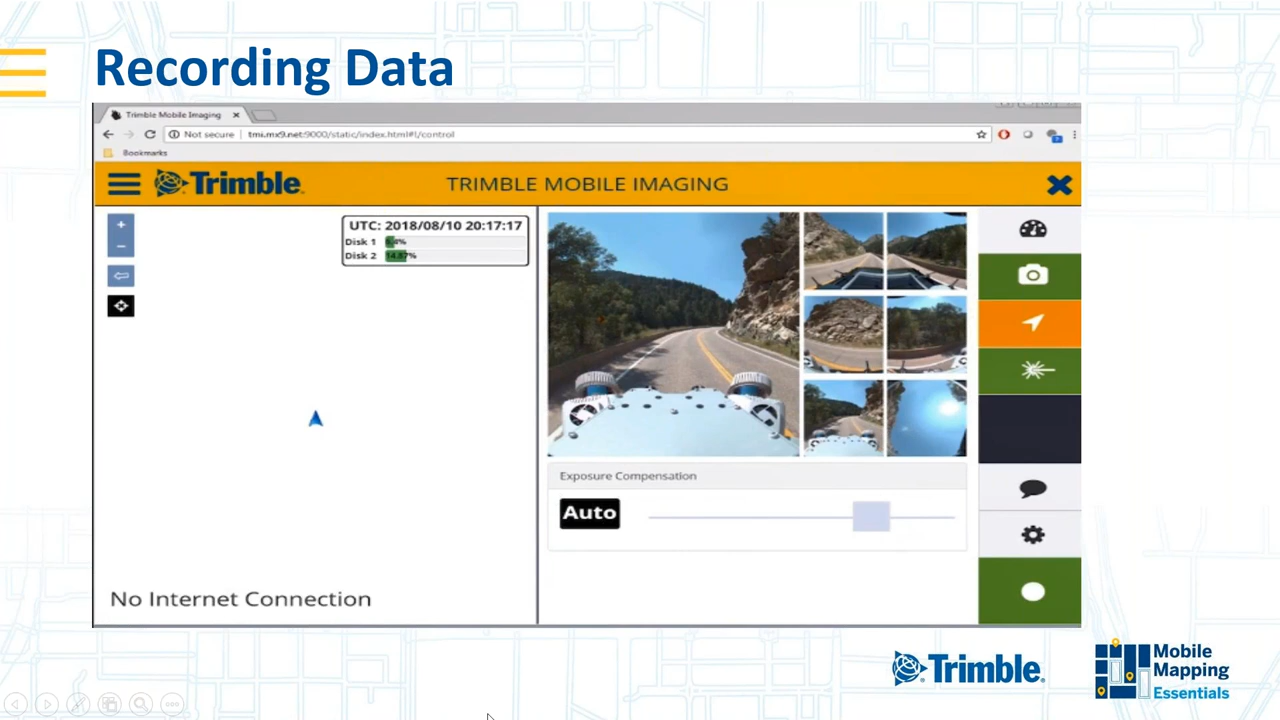 Recording Data
Trimble Mobile Imaging
Not secure | tmi.mx9.net:9000/static/index.html#!/control
Bookmarks
Trimble
TRIMBLE MOBILE IMAGING
UTC: 2018/08/10 20:17:17
Disk 1
Disk 2 14.87%
Exposure Compensation
Auto
No Internet Connection
Trimble
Mobile
Mapping
Essentials